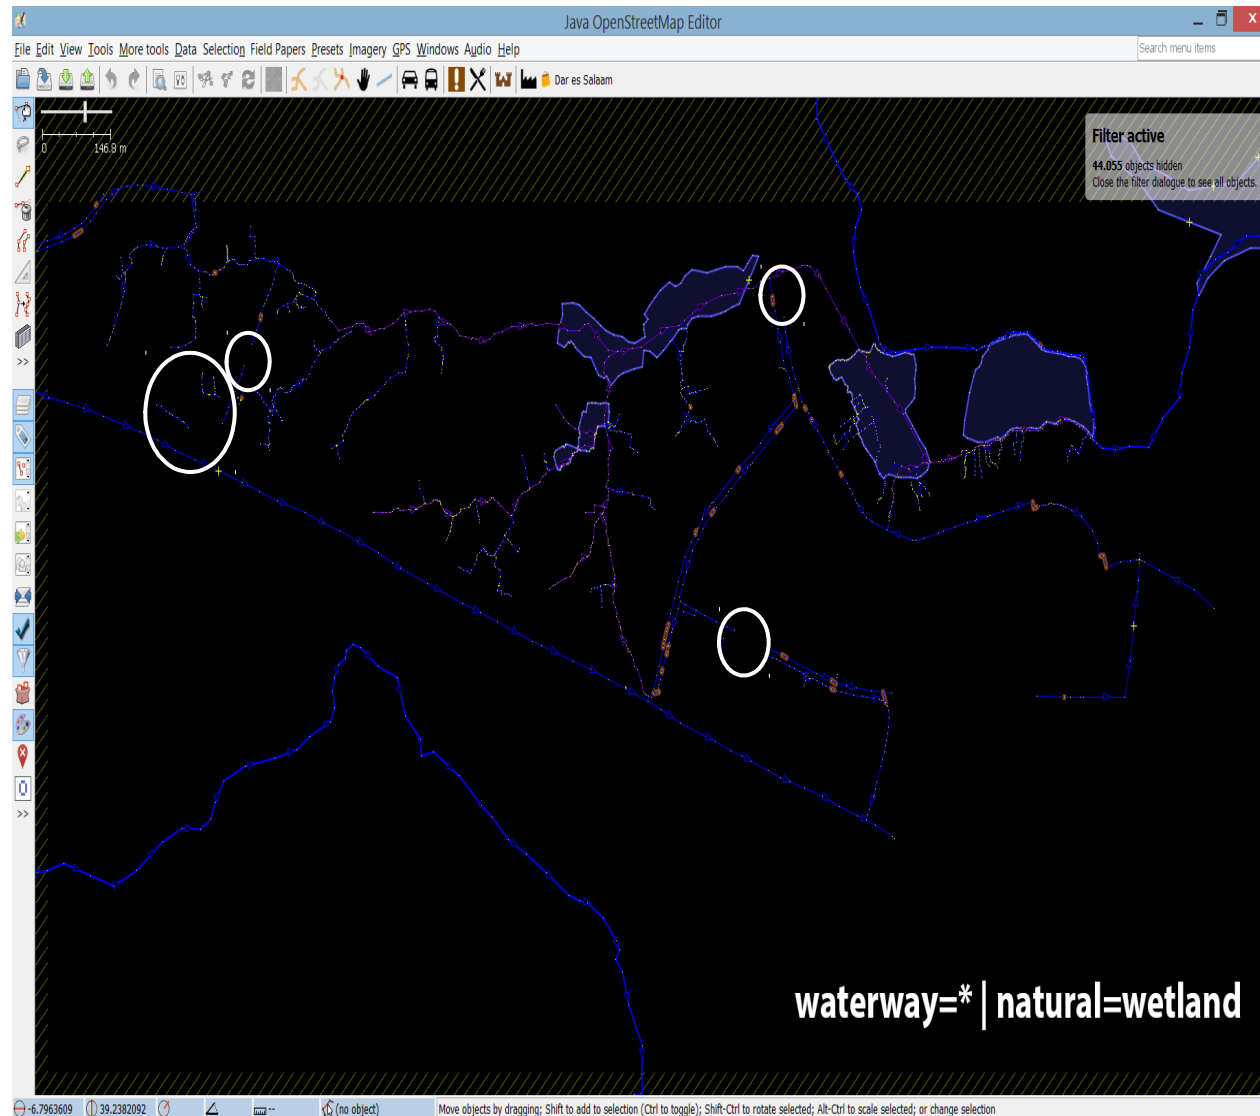 Java OpenStreetMap Editor
File Edit View Tools More tools Data Selection Field Papers Presets Imagery GPS Windows Audio Help
Search menu items
Dar es Salaam
0 146.8 m
Filter active
44.055 objects hidden
Close the filter dialogue to see all objects.
>>
>>
waterway=* | natural=wetland
-6.7963609 39.2382092 -- (no object) Move objects by dragging; Shift to add to selection (Ctrl to toggle); Shift-Ctrl to rotate selected; Alt-Ctrl to scale selected; or change selection